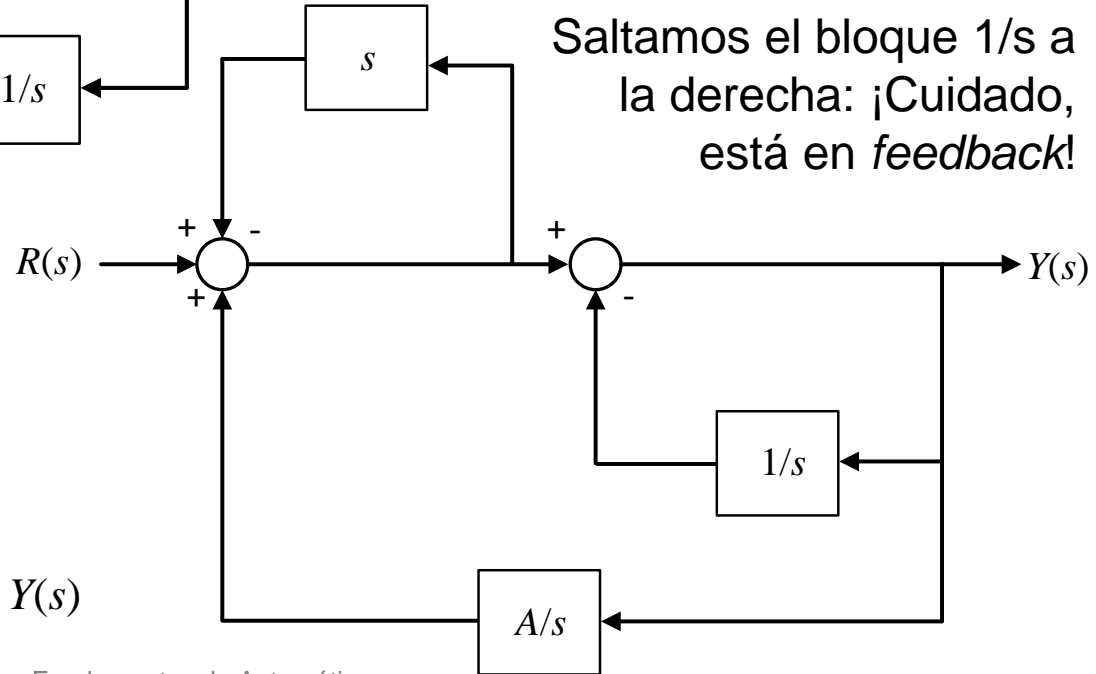 Saltamos el bloque 1/s a
la derecha: ¡Cuidado,
está en feedback!
1/s
s
+ -
+
R(s)
Y(s)
+
-
1/s
Y(s)
A/s